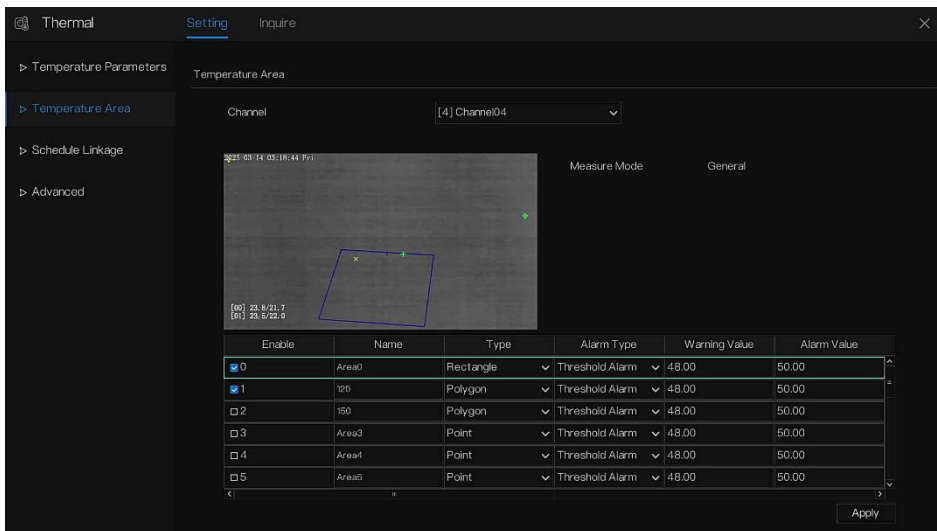 Thermal
Setting Inquire
Temperature Parameters
Temperature Area
Schedule Linkage
Advanced
Temperature Area
Channel [4] Channel04
2025-03-14 03:18:44 Fri
Measure Mode General
[00] 23.8/21.7
[01] 23.5/22.0
Enable Name Type Alarm Type Warning Value Alarm Value
0 Area0 Rectangle Threshold Alarm 48.00 50.00
1 120 Polygon Threshold Alarm 48.00 50.00
2 150 Polygon Threshold Alarm 48.00 50.00
3 Area3 Point Threshold Alarm 48.00 50.00
4 Area4 Point Threshold Alarm 48.00 50.00
5 Area5 Point Threshold Alarm 48.00 50.00
Apply